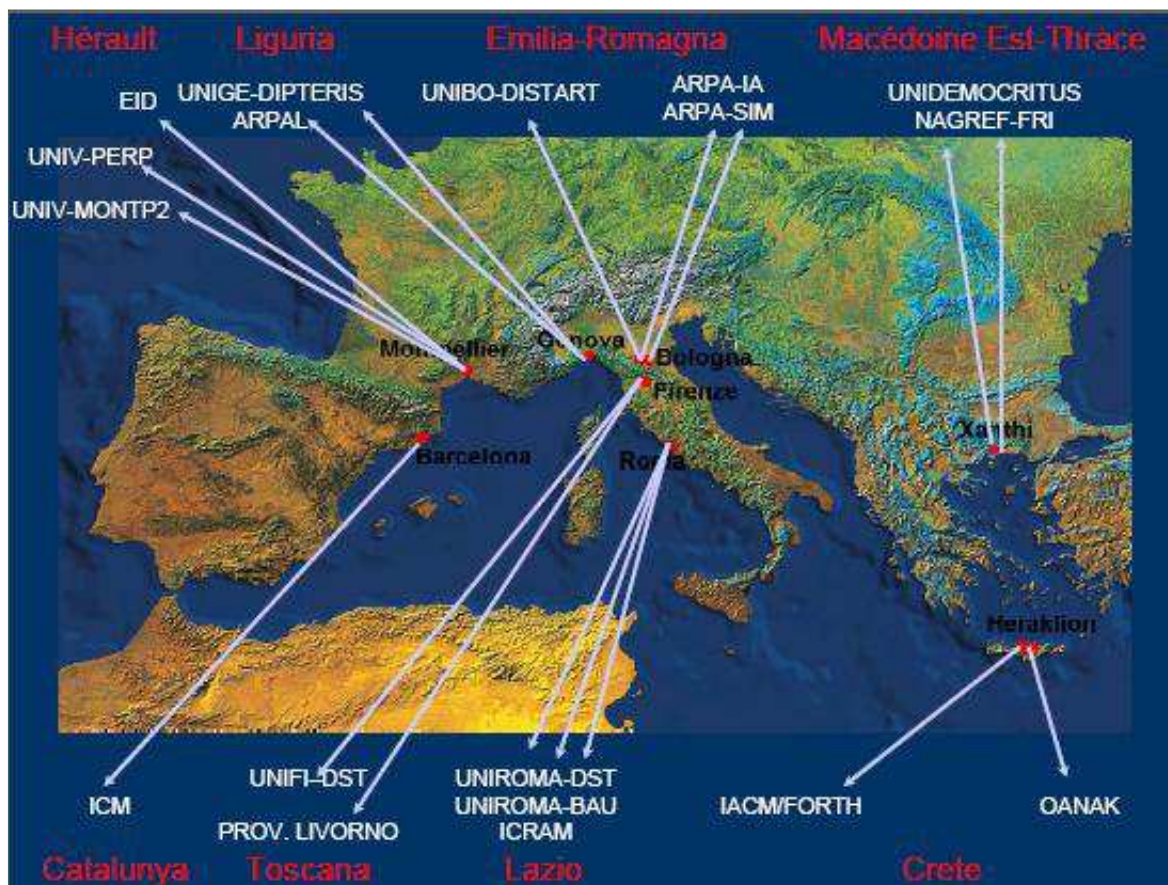 Hérault Liguria Emilia-Romagna Macédoine Est-Thrace
EID
UNIGE-DIPTERIS
ARPAL
UNIBO-DISTART
ARPA-IA
ARPA-SIM
UNIDEMOCRITUS
NAGREF-FRI
UNIV-PERP
UNIV-MONTP2
Montpellier
Genova
Bologna
Firenze
Barcelona
Roma
Xanthi
Heraklion
ICM
UNIFI-DST
PROV. LIVORNO
UNIROMA-DST
UNIROMA-BAU
ICRAM
IACM/FORTH
OANAK
Catalunya Toscana Lazio Crete